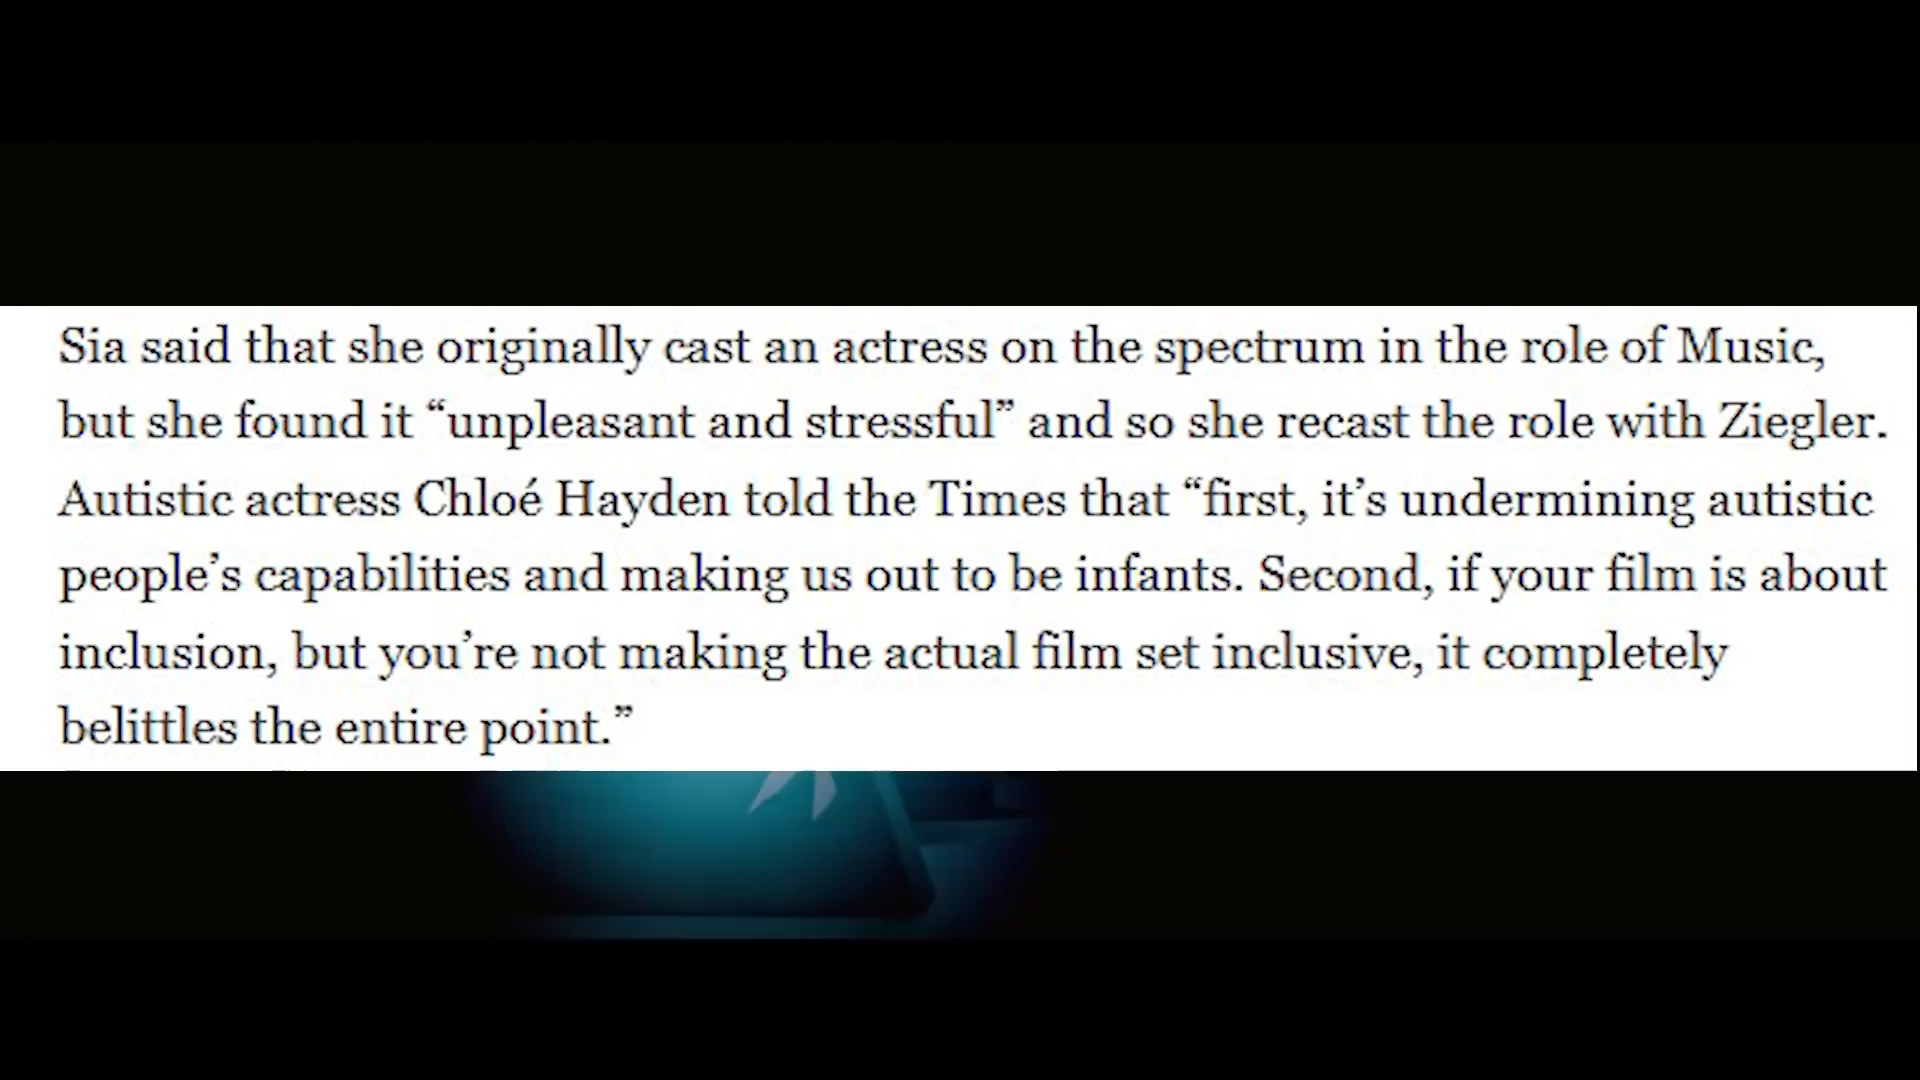 Sia said that she originally cast an actress on the spectrum in the role of Music,
but she found it “unpleasant and stressful” and so she recast the role with Ziegler.
Autistic actress Chloé Hayden told the Times that “first, it’s undermining autistic
people’s capabilities and making us out to be infants. Second, if your film is about
inclusion, but you’re not making the actual film set inclusive, it completely
belittles the entire point.”